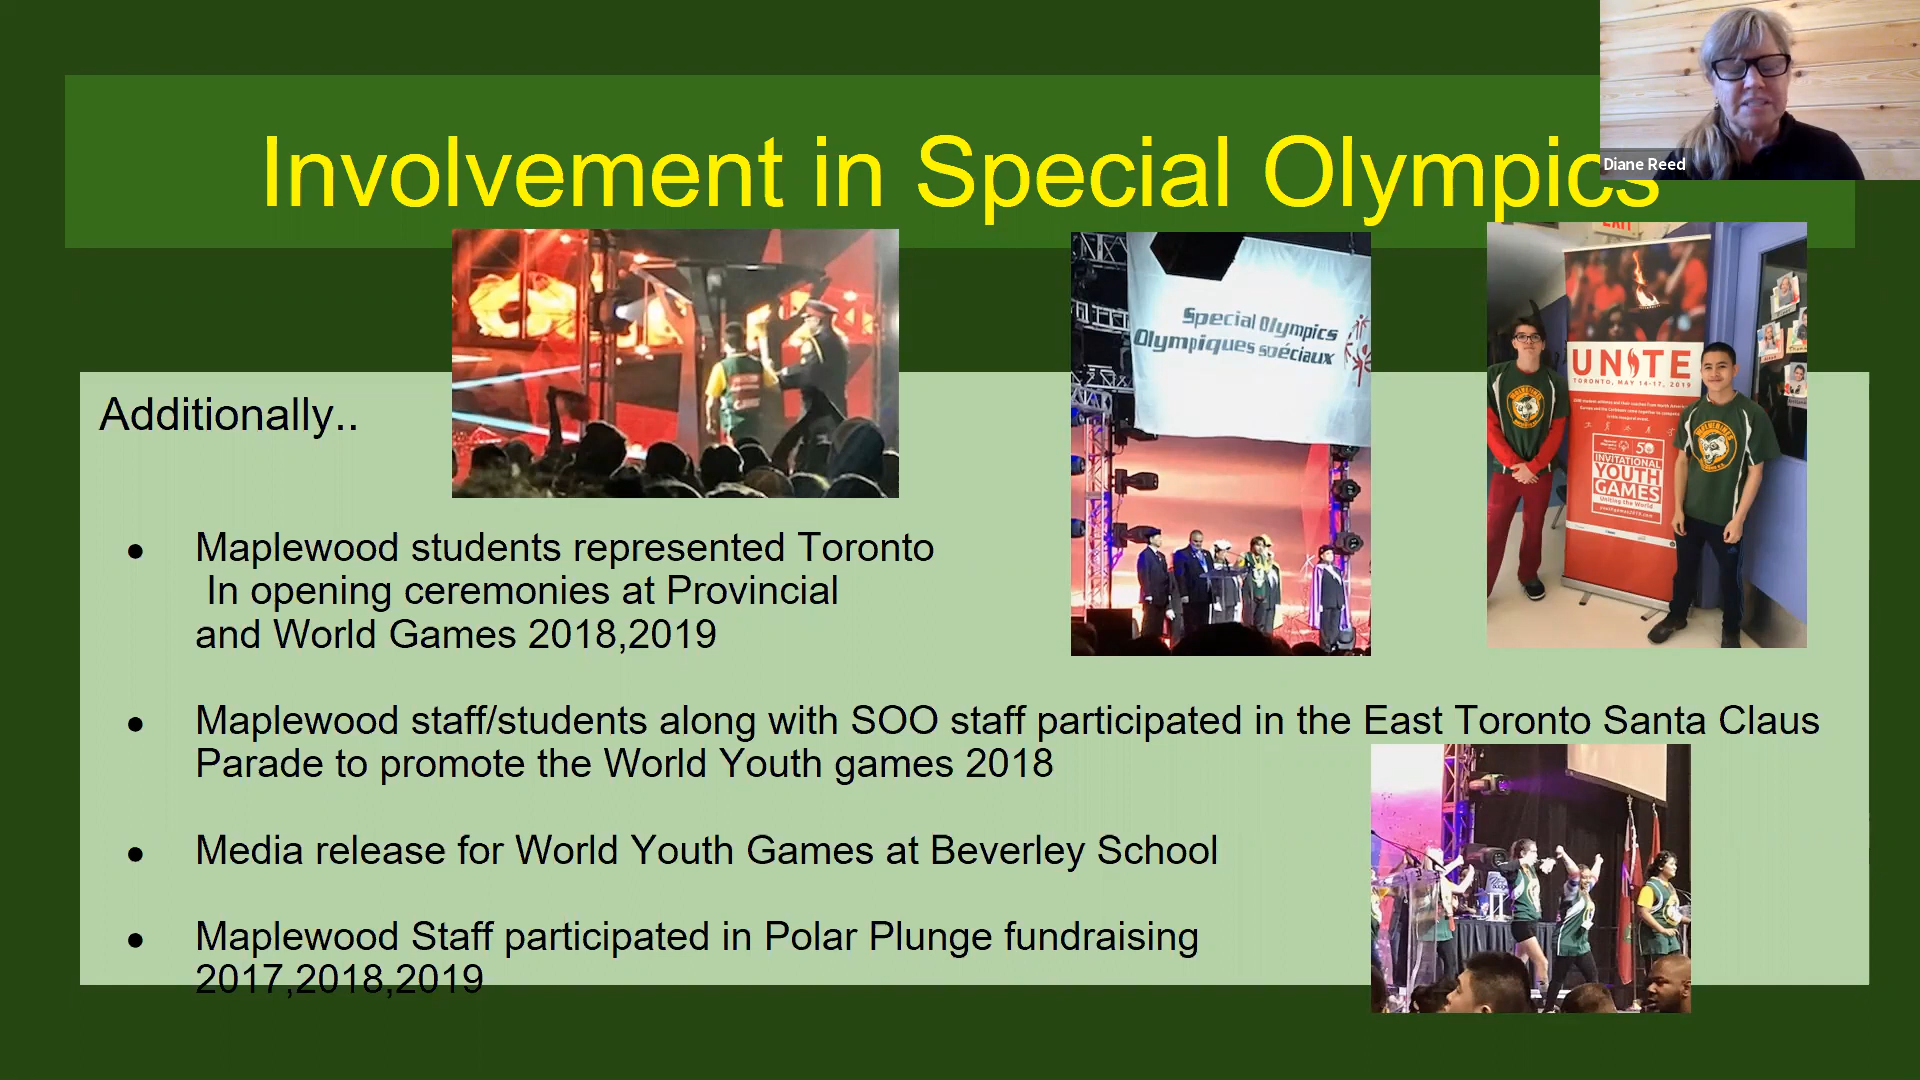 Involvement in Special Olympics
Diane Reed
EXIT
Special Olympics
Olympiques spéciaux
UNITE
TORONTO, MAY 14-17, 2019
50
INVITATIONAL
YOUTH
GAMES
Uniting the World
WOLVERINES
Additionally..
● Maplewood students represented Toronto
In opening ceremonies at Provincial
and World Games 2018,2019
● Maplewood staff/students along with SOO staff participated in the East Toronto Santa Claus
Parade to promote the World Youth games 2018
● Media release for World Youth Games at Beverley School
● Maplewood Staff participated in Polar Plunge fundraising
2017,2018,2019